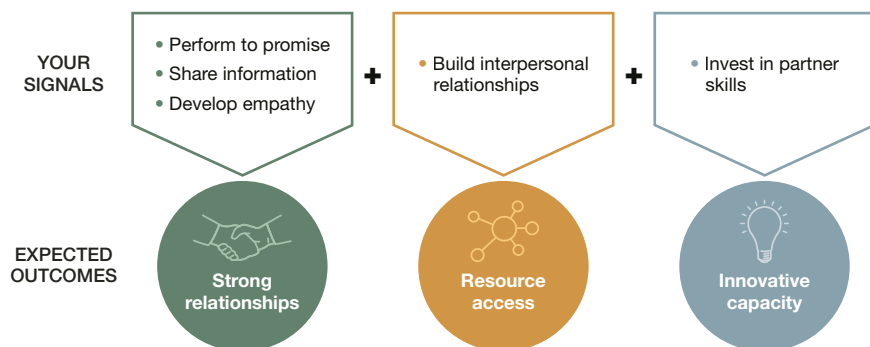 YOUR
SIGNALS
• Perform to promise
• Share information
• Develop empathy
+
• Build interpersonal
relationships
+
• Invest in partner
skills
EXPECTED
OUTCOMES
Strong
relationships
Resource
access
Innovative
capacity